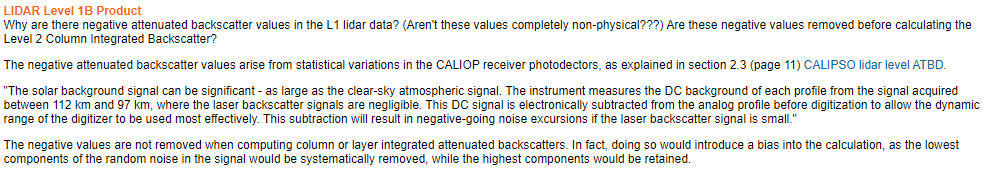 LIDAR Level 1B Product
Why are there negative attenuated backscatter values in the L1 lidar data? (Aren't these values completely non-physical???) Are these negative values removed before calculating the
Level 2 Column Integrated Backscatter?
The negative attenuated backscatter values arise from statistical variations in the CALIOP receiver photodectors, as explained in section 2.3 (page 11) CALIPSO lidar level ATBD.
"The solar background signal can be significant - as large as the clear-sky atmospheric signal. The instrument measures the DC background of each profile from the signal acquired
between 112 km and 97 km, where the laser backscatter signals are negligible. This DC signal is electronically subtracted from the analog profile before digitization to allow the dynamic
range of the digitizer to be used most effectively. This subtraction will result in negative-going noise excursions if the laser backscatter signal is small."
The negative values are not removed when computing column or layer integrated attenuated backscatters. In fact, doing so would introduce a bias into the calculation, as the lowest
components of the random noise in the signal would be systematically removed, while the highest components would be retained.